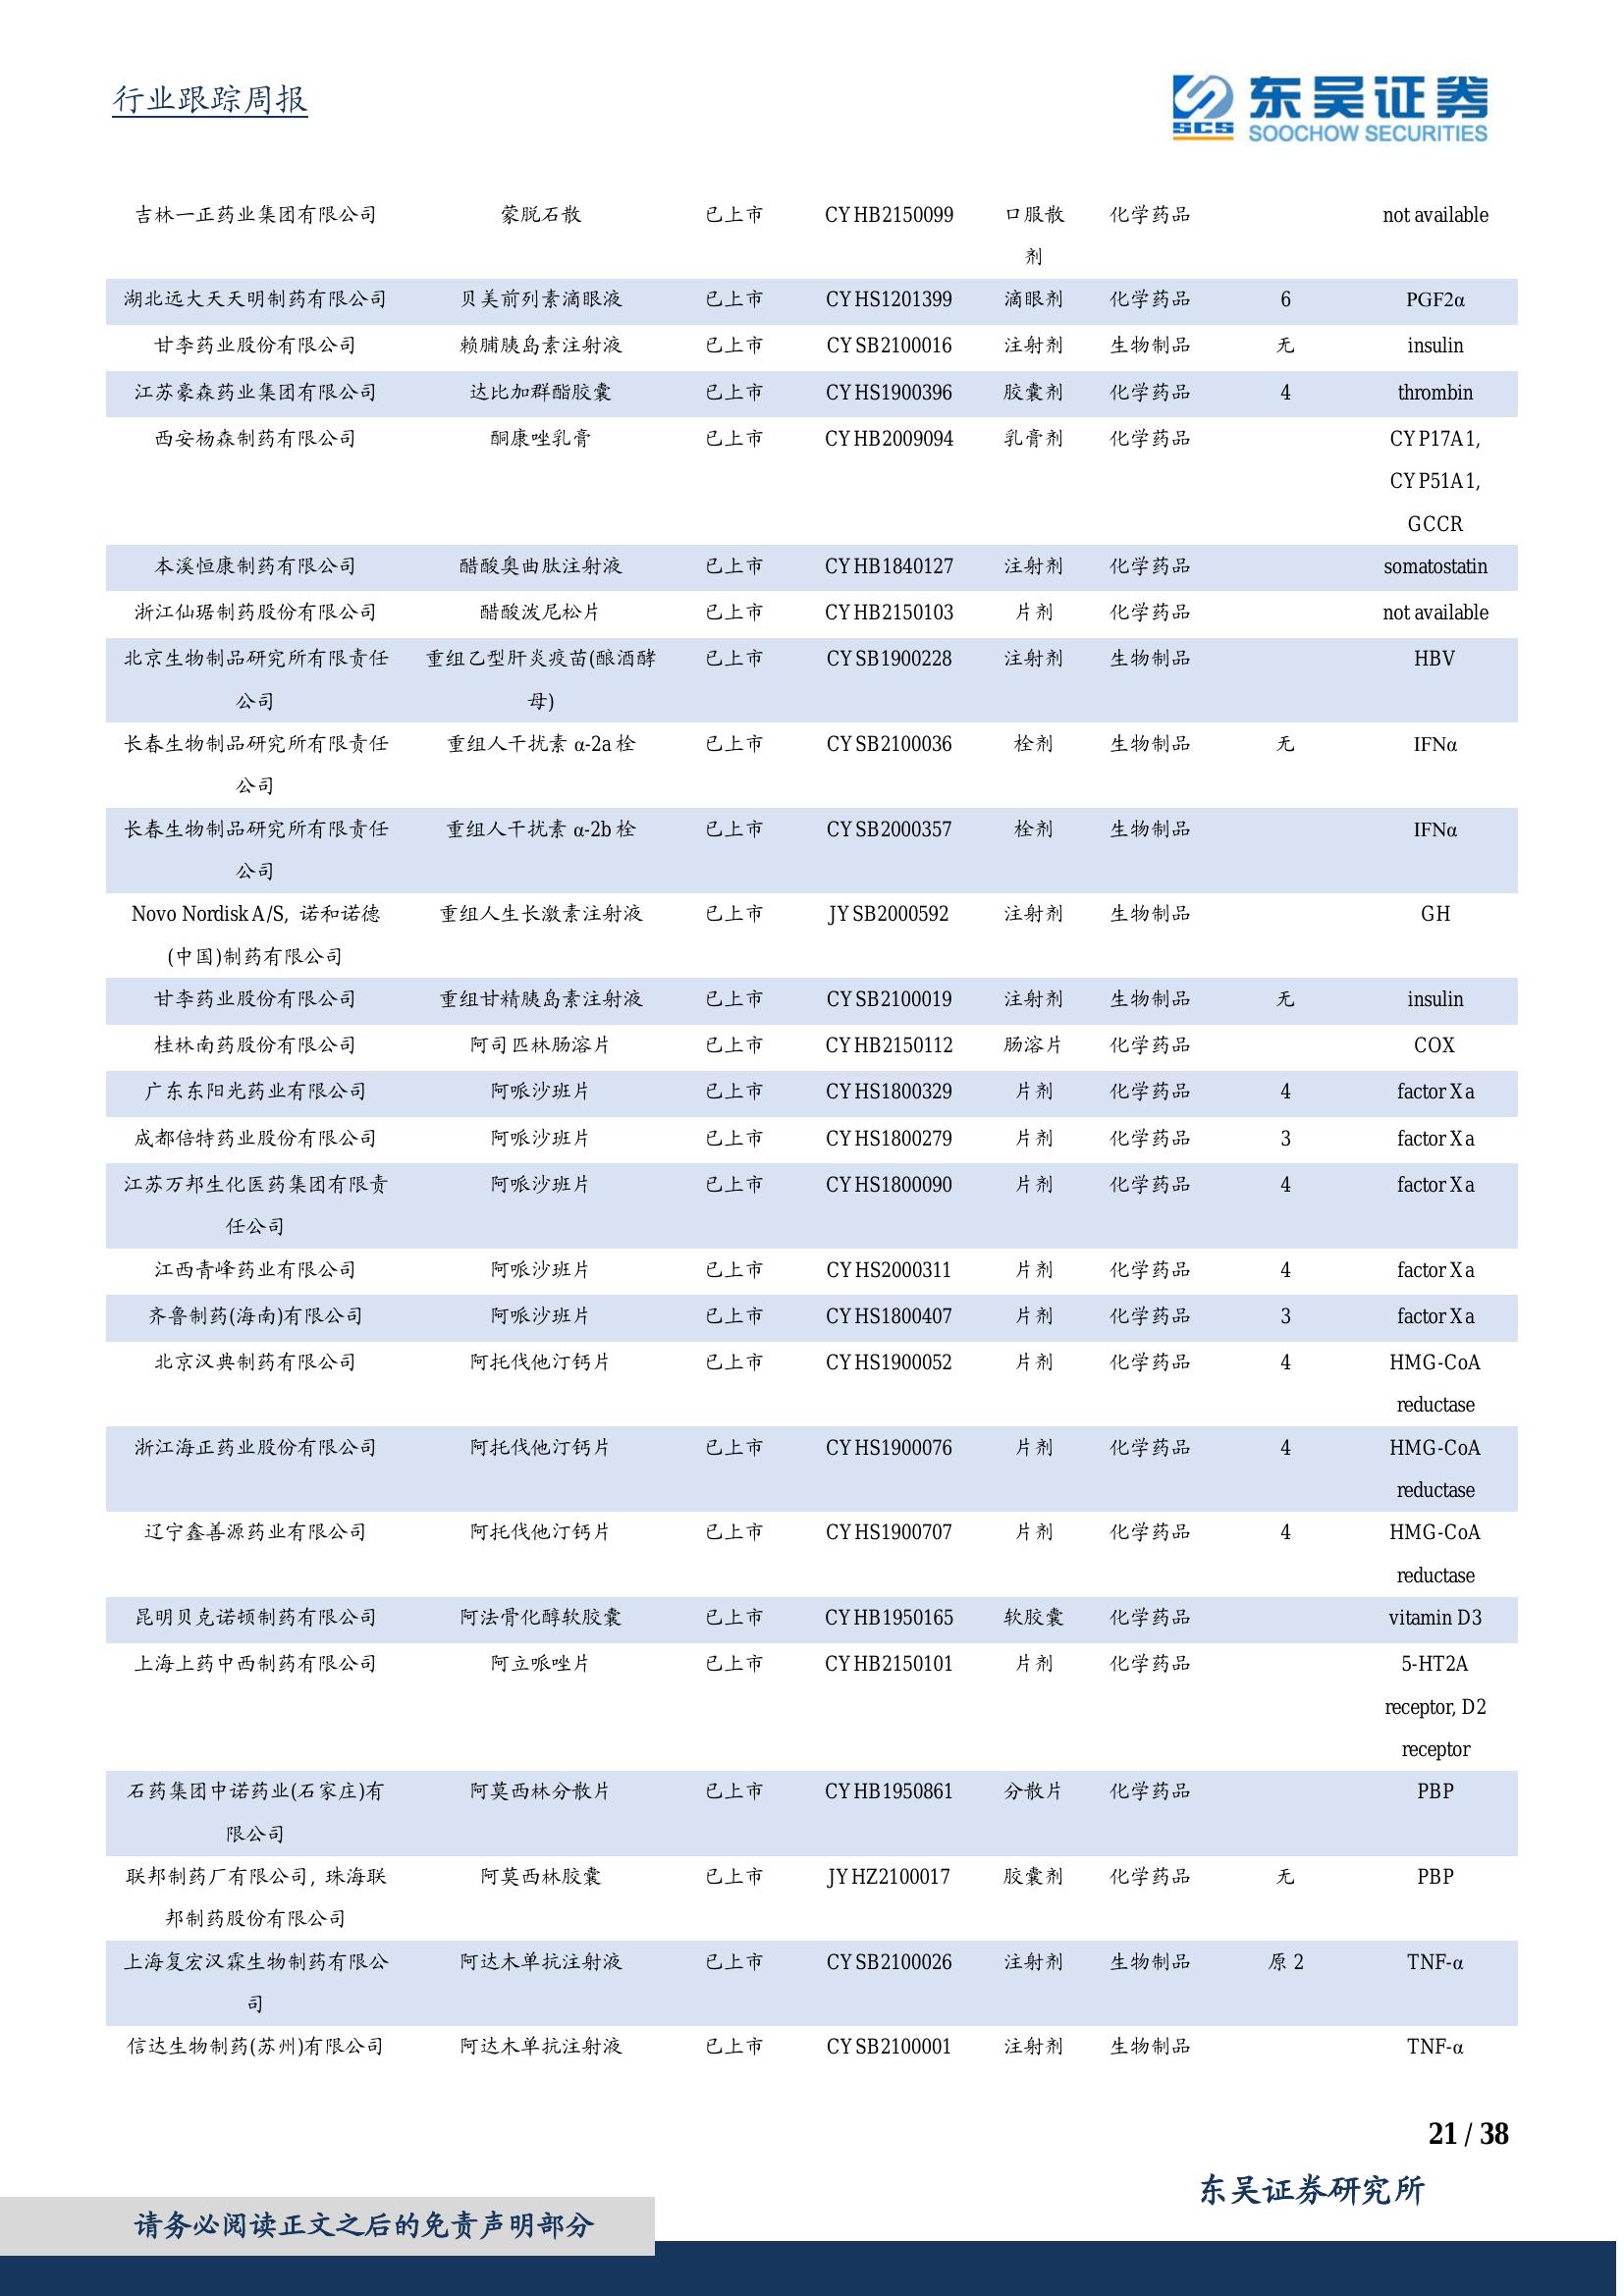 行业跟踪周报
东吴证券
SCS
SOOCHOW SECURITIES
吉林一正药业集团有限公司 蒙脱石散 已上市 CYHB2150099 口服散 化学药品 not available
剂
湖北远大天天明制药有限公司 贝美前列素滴眼液 已上市 CYHS1201399 滴眼剂 化学药品 6 PGF2α
甘李药业股份有限公司 赖脯胰岛素注射液 已上市 CYSB2100016 注射剂 生物制品 无 insulin
江苏豪森药业集团有限公司 达比加群酯胶囊 已上市 CYHS1900396 胶囊剂 化学药品 4 thrombin
西安杨森制药有限公司 酮康唑乳膏 已上市 CYHB2009094 乳膏剂 化学药品 CYP17A1,
CYP51A1,
GCCR
本溪恒康制药有限公司 醋酸奥曲肽注射液 已上市 CYHB1840127 注射剂 化学药品 somatostatin
浙江仙琚制药股份有限公司 醋酸泼尼松片 已上市 CYHB2150103 片剂 化学药品 not available
北京生物制品研究所有限责任 重组乙型肝炎疫苗(酿酒酵 已上市 CYSB1900228 注射剂 生物制品 HBV
公司 母)
长春生物制品研究所有限责任 重组人干扰素 α-2a 栓 已上市 CYSB2100036 栓剂 生物制品 无 IFNα
公司
长春生物制品研究所有限责任 重组人干扰素 α-2b 栓 已上市 CYSB2000357 栓剂 生物制品 IFNα
公司
Novo Nordisk A/S, 诺和诺德 重组人生长激素注射液 已上市 JYSB2000592 注射剂 生物制品 GH
(中国)制药有限公司
甘李药业股份有限公司 重组甘精胰岛素注射液 已上市 CYSB2100019 注射剂 生物制品 无 insulin
桂林南药股份有限公司 阿司匹林肠溶片 已上市 CYHB2150112 肠溶片 化学药品 COX
广东东阳光药业有限公司 阿哌沙班片 已上市 CYHS1800329 片剂 化学药品 4 factor Xa
成都倍特药业股份有限公司 阿哌沙班片 已上市 CYHS1800279 片剂 化学药品 3 factor Xa
江苏万邦生化医药集团有限责 阿哌沙班片 已上市 CYHS1800090 片剂 化学药品 4 factor Xa
任公司
江西青峰药业有限公司 阿哌沙班片 已上市 CYHS2000311 片剂 化学药品 4 factor Xa
齐鲁制药(海南)有限公司 阿哌沙班片 已上市 CYHS1800407 片剂 化学药品 3 factor Xa
北京汉典制药有限公司 阿托伐他汀钙片 已上市 CYHS1900052 片剂 化学药品 4 HMG-CoA
reductase
浙江海正药业股份有限公司 阿托伐他汀钙片 已上市 CYHS1900076 片剂 化学药品 4 HMG-CoA
reductase
辽宁鑫善源药业有限公司 阿托伐他汀钙片 已上市 CYHS1900707 片剂 化学药品 4 HMG-CoA
reductase
昆明贝克诺顿制药有限公司 阿法骨化醇软胶囊 已上市 CYHB1950165 软胶囊 化学药品 vitamin D3
上海上药中西制药有限公司 阿立哌唑片 已上市 CYHB2150101 片剂 化学药品 5-HT2A
receptor, D2
receptor
石药集团中诺药业(石家庄)有 阿莫西林分散片 已上市 CYHB1950861 分散片 化学药品 PBP
限公司
联邦制药厂有限公司, 珠海联 阿莫西林胶囊 已上市 JYHZ2100017 胶囊剂 化学药品 无 PBP
邦制药股份有限公司
上海复宏汉霖生物制药有限公 阿达木单抗注射液 已上市 CYSB2100026 注射剂 生物制品 原 2 TNF-α
司
信达生物制药(苏州)有限公司 阿达木单抗注射液 已上市 CYSB2100001 注射剂 生物制品 TNF-α
21 / 38
东吴证券研究所
请务必阅读正文之后的免责声明部分